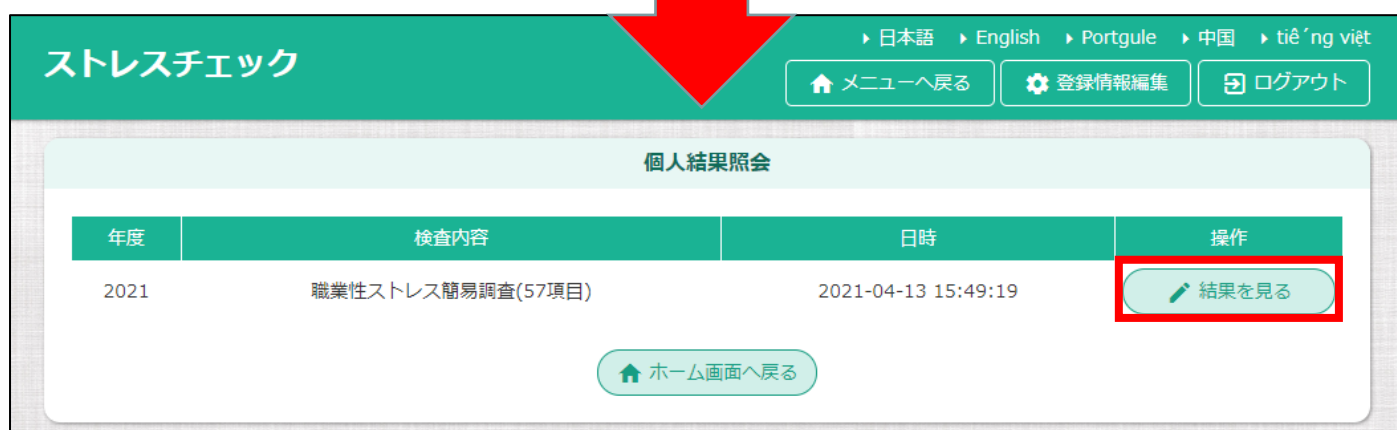 日本語 English Portgule 中国 tiê´ng việt
ストレスチェック
メニューへ戻る 登録情報編集 ログアウト
個人結果照会
年度 検査内容 日時 操作
2021 職業性ストレス簡易調査(57項目) 2021-04-13 15:49:19 結果を見る
ホーム画面へ戻る